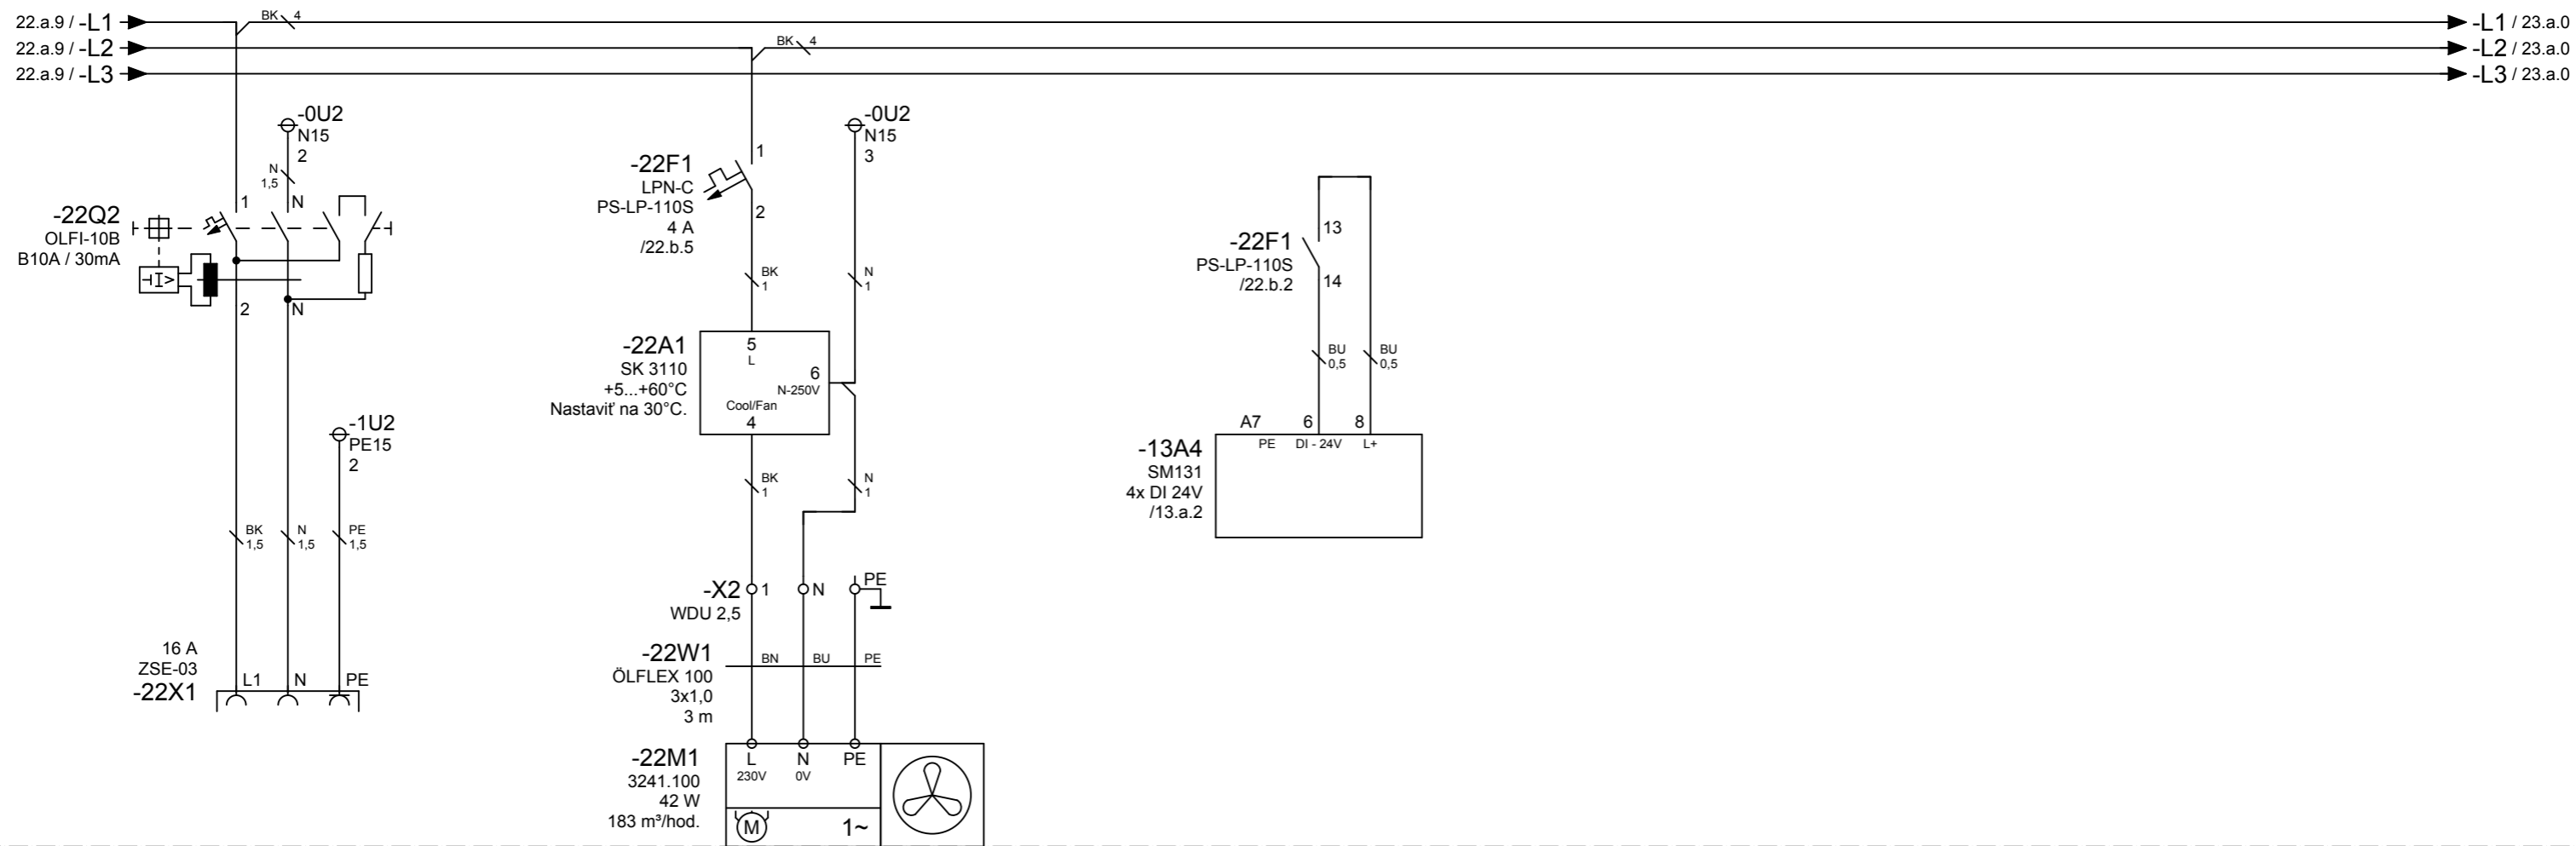 22.a.9 / -L1
BK 4
-L1 / 23.a.0
22.a.9 / -L2
BK 4
-L2 / 23.a.0
22.a.9 / -L3
-L3 / 23.a.0
-0U2
N15
2
N
1,5
-22Q2
OLFI-10B
B10A / 30mA
1
N
I>
2
N
-1U2
PE15
2
BK
1,5
N
1,5
PE
1,5
16 A
ZSE-03
-22X1
L1
N
PE
-22F1
LPN-C
PS-LP-110S
4 A
/22.b.5
1
2
-0U2
N15
3
BK
1
N
1
-22A1
SK 3110
+5...+60°C
Nastaviť na 30°C.
5
L
6
N-250V
Cool/Fan
4
BK
1
N
1
-X2
WDU 2,5
1
N
PE
-22W1
ÖLFLEX 100
3x1,0
3 m
BN
BU
PE
-22M1
3241.100
42 W
183 m³/hod.
L
230V
N
0V
PE
M
1~
-22F1
PS-LP-110S
/22.b.2
13
14
BU
0,5
BU
0,5
-13A4
SM131
4x DI 24V
/13.a.2
A7
6
8
PE
DI - 24V
L+